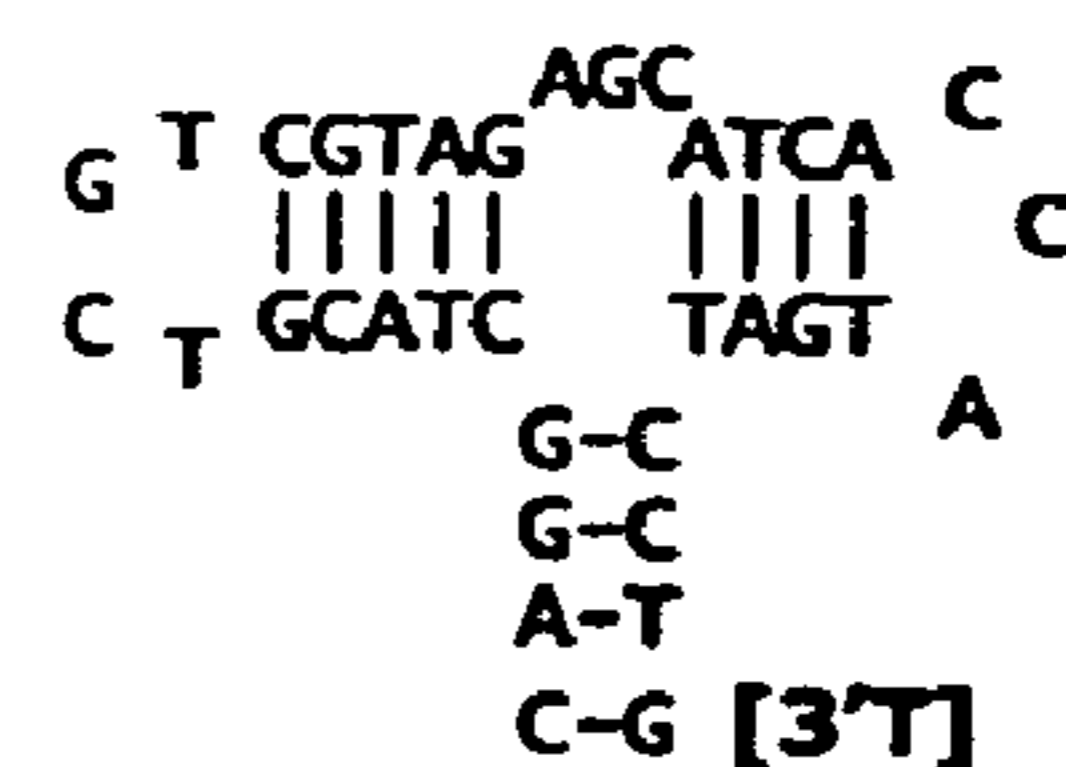 AGC
C
T CGTAG ATCA
G
C
C GCATC TAGT
T
A
G-C
G-C
A-T
C-G [3'T]